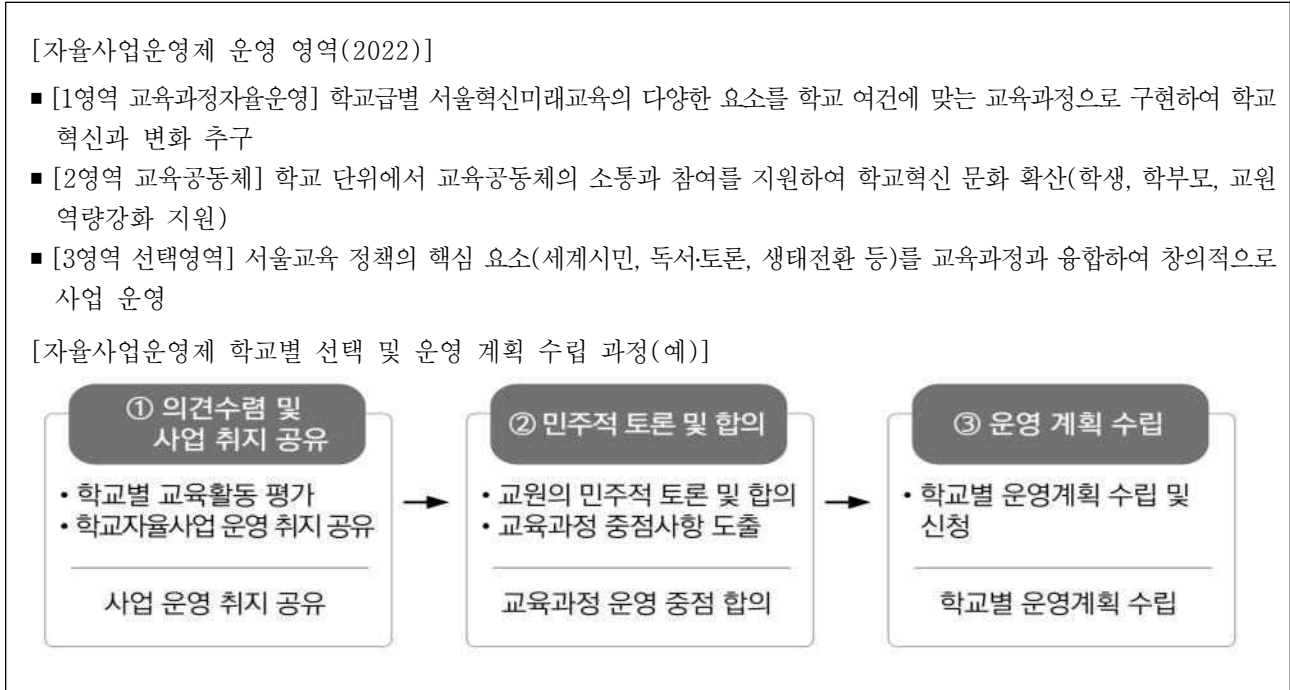 [자율사업운영제 운영 영역(2022)]
▪ [1영역 교육과정자율운영] 학교급별 서울혁신미래교육의 다양한 요소를 학교 여건에 맞는 교육과정으로 구현하여 학교
혁신과 변화 추구
▪ [2영역 교육공동체] 학교 단위에서 교육공동체의 소통과 참여를 지원하여 학교혁신 문화 확산(학생, 학부모, 교원
역량강화 지원)
▪ [3영역 선택영역] 서울교육 정책의 핵심 요소(세계시민, 독서·토론, 생태전환 등)를 교육과정과 융합하여 창의적으로
사업 운영
[자율사업운영제 학교별 선택 및 운영 계획 수립 과정(예)]
① 의견수렴 및
사업 취지 공유
• 학교별 교육활동 평가
• 학교자율사업 운영 취지 공유
사업 운영 취지 공유
② 민주적 토론 및 합의
• 교원의 민주적 토론 및 합의
• 교육과정 중점사항 도출
교육과정 운영 중점 합의
③ 운영 계획 수립
• 학교별 운영계획 수립 및
신청
학교별 운영계획 수립